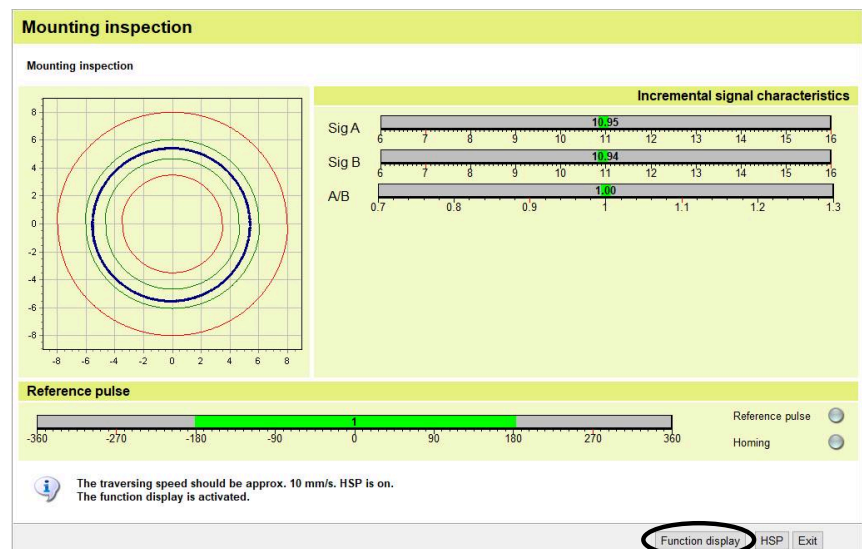 Mounting inspection
Mounting inspection
8
6
4
2
0
-2
-4
-6
-8
-8 -6 -4 -2 0 2 4 6 8
Incremental signal characteristics
Sig A
10.95
6 7 8 9 10 11 12 13 14 15 16
Sig B
10.94
6 7 8 9 10 11 12 13 14 15 16
A/B
1.00
0.7 0.8 0.9 1 1.1 1.2 1.3
Reference pulse
1
-360 -270 -180 -90 0 90 180 270 360
Reference pulse
Homing
The traversing speed should be approx. 10 mm/s. HSP is on.
The function display is activated.
Function display HSP Exit